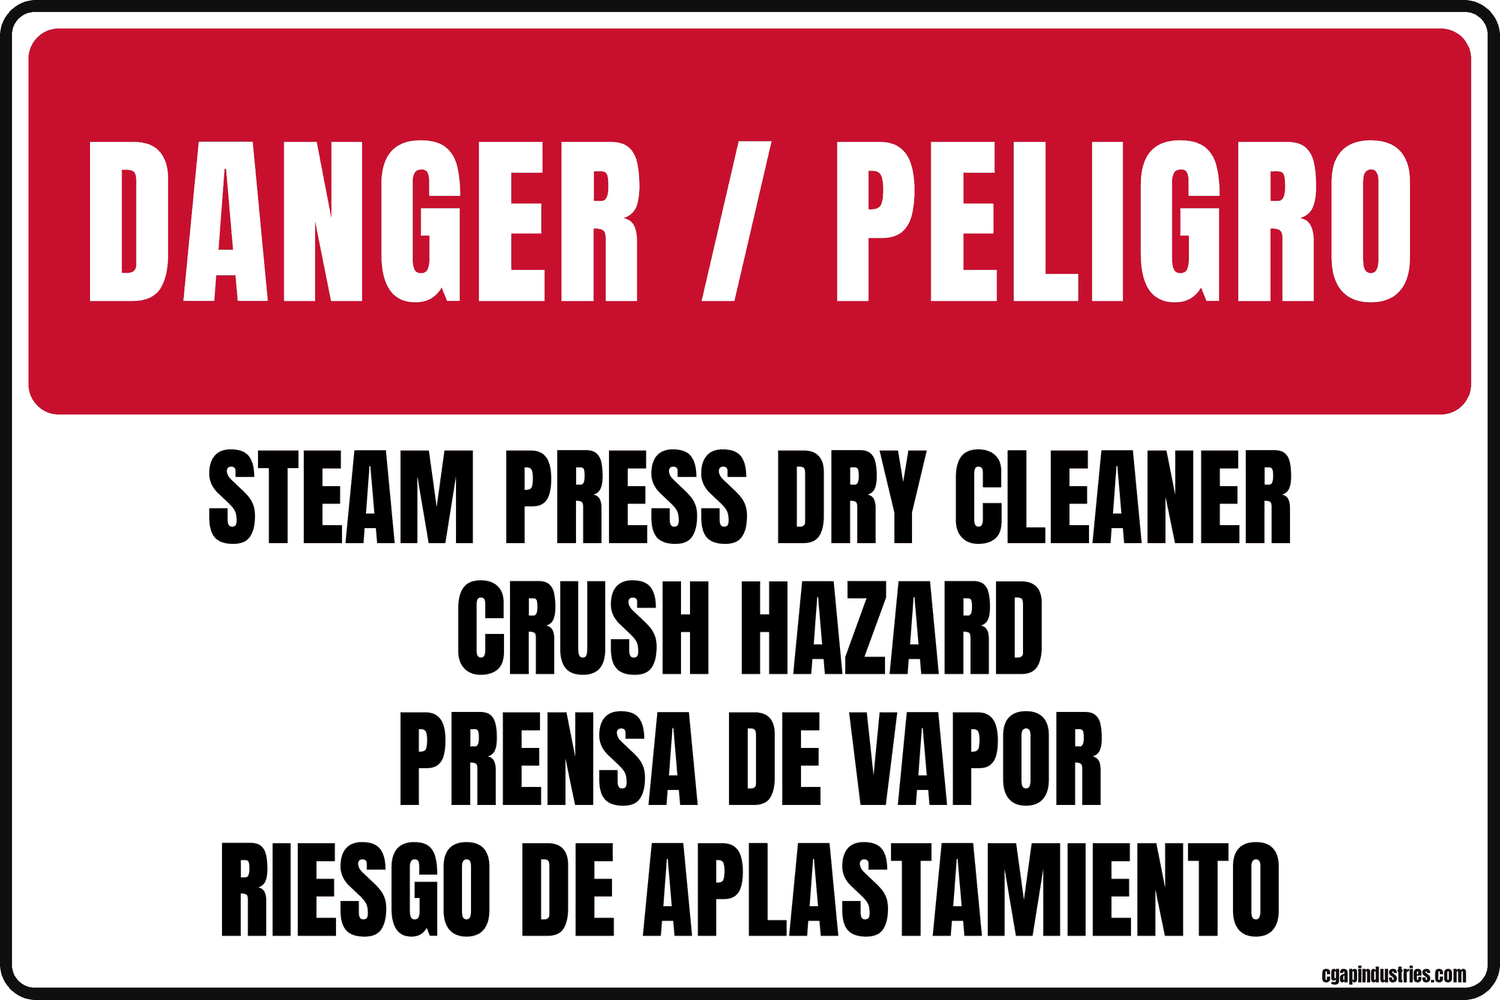 DANGER / PELIGRO
STEAM PRESS DRY CLEANER
CRUSH HAZARD
PRENSA DE VAPOR
RIESGO DE APLASTAMIENTO
cgapindustries.com